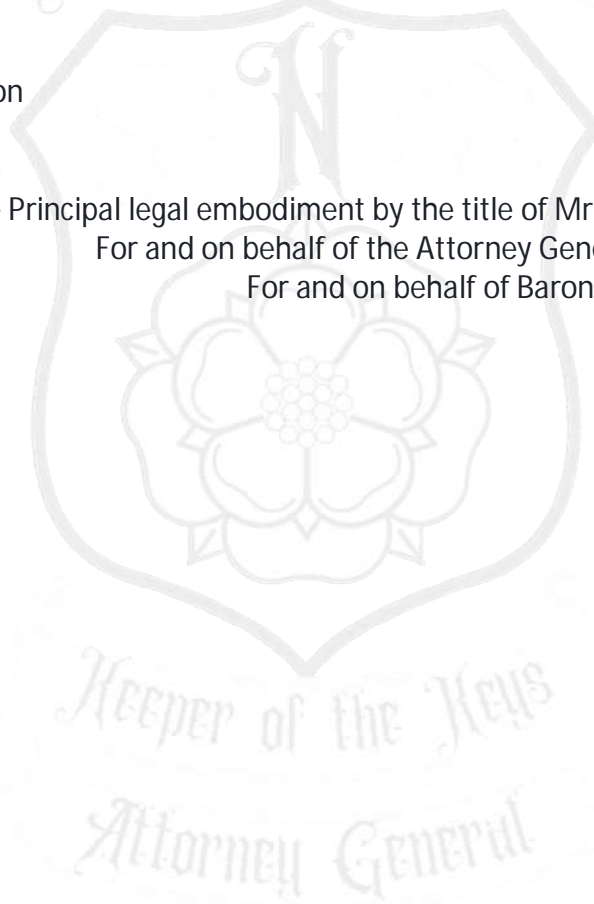 on
Principal legal embodiment by the title of Mr
For and on behalf of the Attorney Gen
For and on behalf of Baron
N
Keeper of the Keys
Attorney General